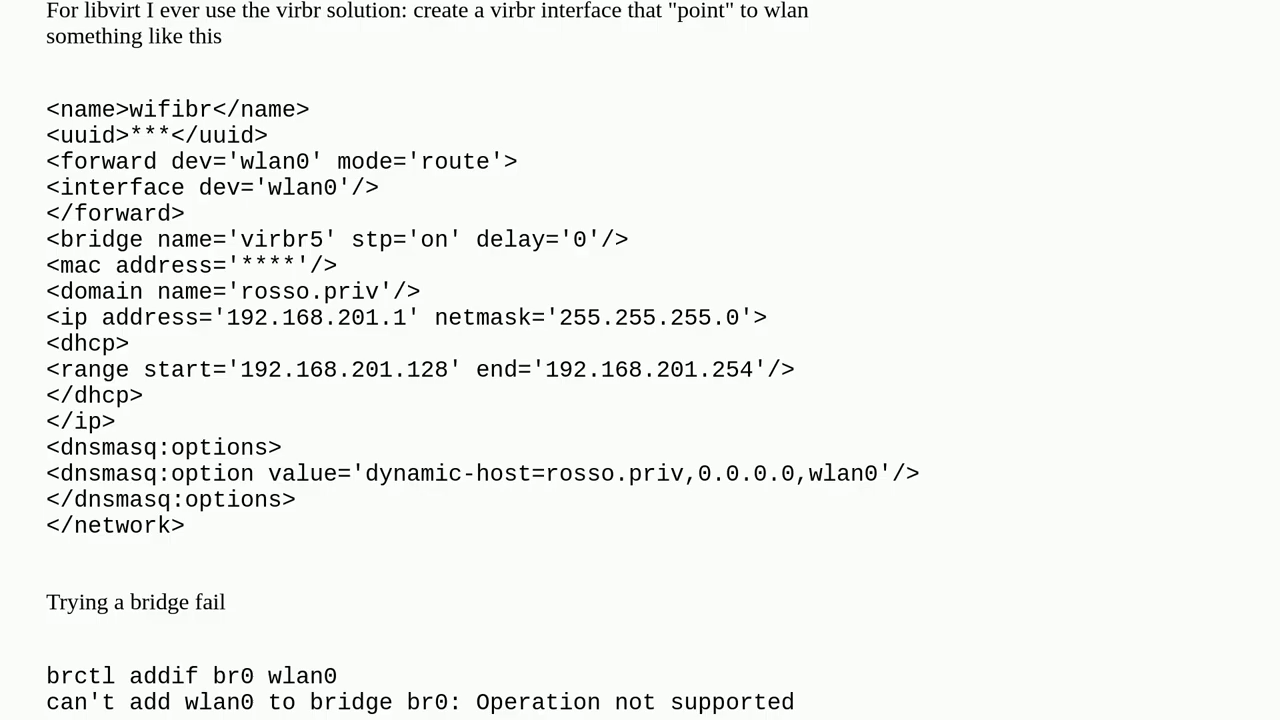 For libvirt I ever use the virbr solution: create a virbr interface that "point" to wlan
something like this
<name>wifibr</name>
<uuid>***</uuid>
<forward dev='wlan0' mode='route'>
<interface dev='wlan0'/>
</forward>
<bridge name='virbr5' stp='on' delay='0'/>
<mac address='****'/>
<domain name='rosso.priv'/>
<ip address='192.168.201.1' netmask='255.255.255.0'>
<dhcp>
<range start='192.168.201.128' end='192.168.201.254'/>
</dhcp>
</ip>
<dnsmasq:options>
<dnsmasq:option value='dynamic-host=rosso.priv,0.0.0.0,wlan0'/>
</dnsmasq:options>
</network>
Trying a bridge fail
brctl addif br0 wlan0
can't add wlan0 to bridge br0: Operation not supported